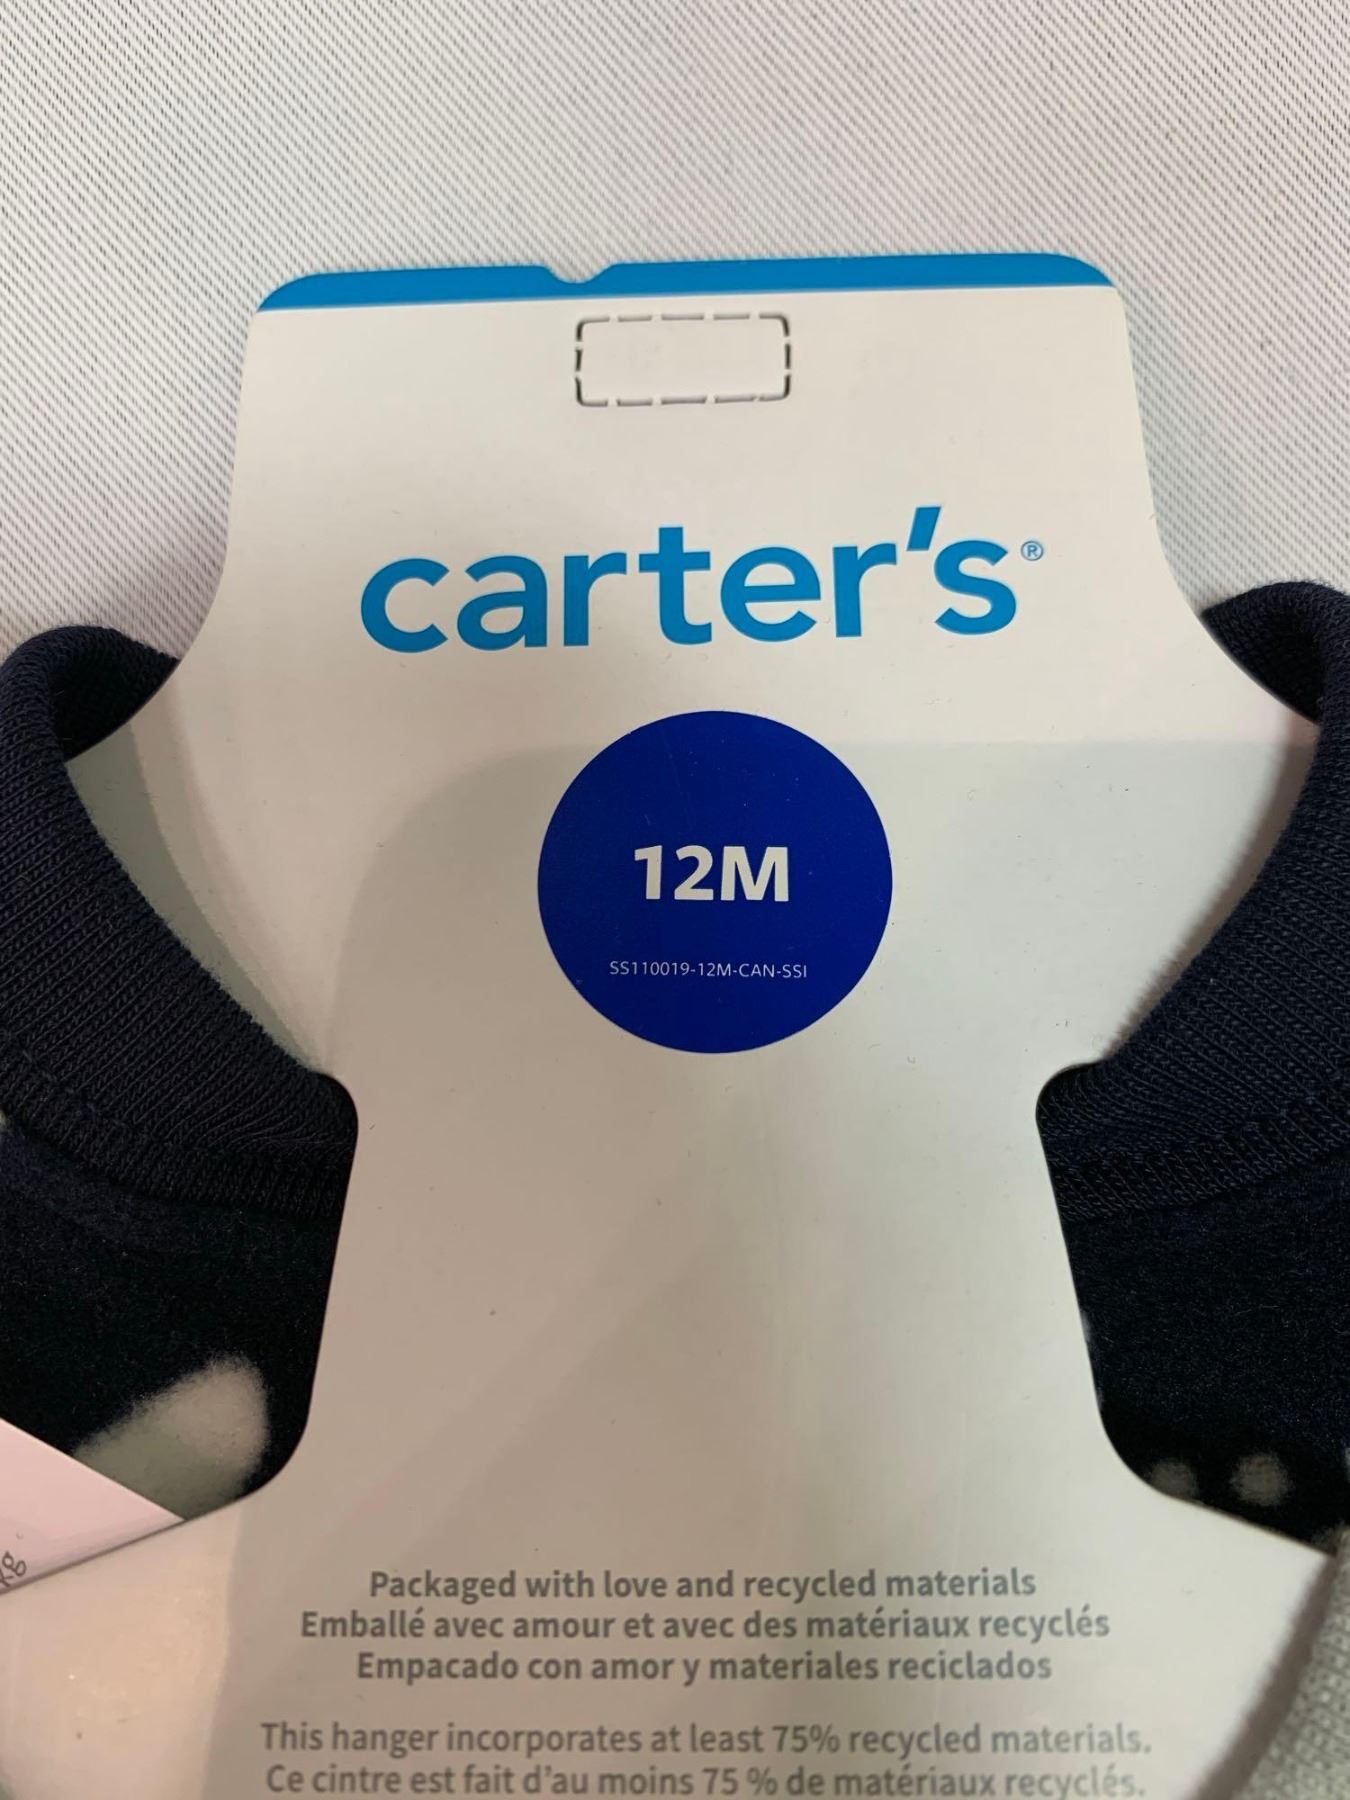 carter's®
12M
SS110019-12M-CAN-SSI
Packaged with love and recycled materials
Emballé avec amour et avec des matériaux recyclés
Empacado con amor y materiales reciclados
This hanger incorporates at least 75% recycled materials.
Ce cintre est fait d'au moins 75 % de matériaux recyclés.